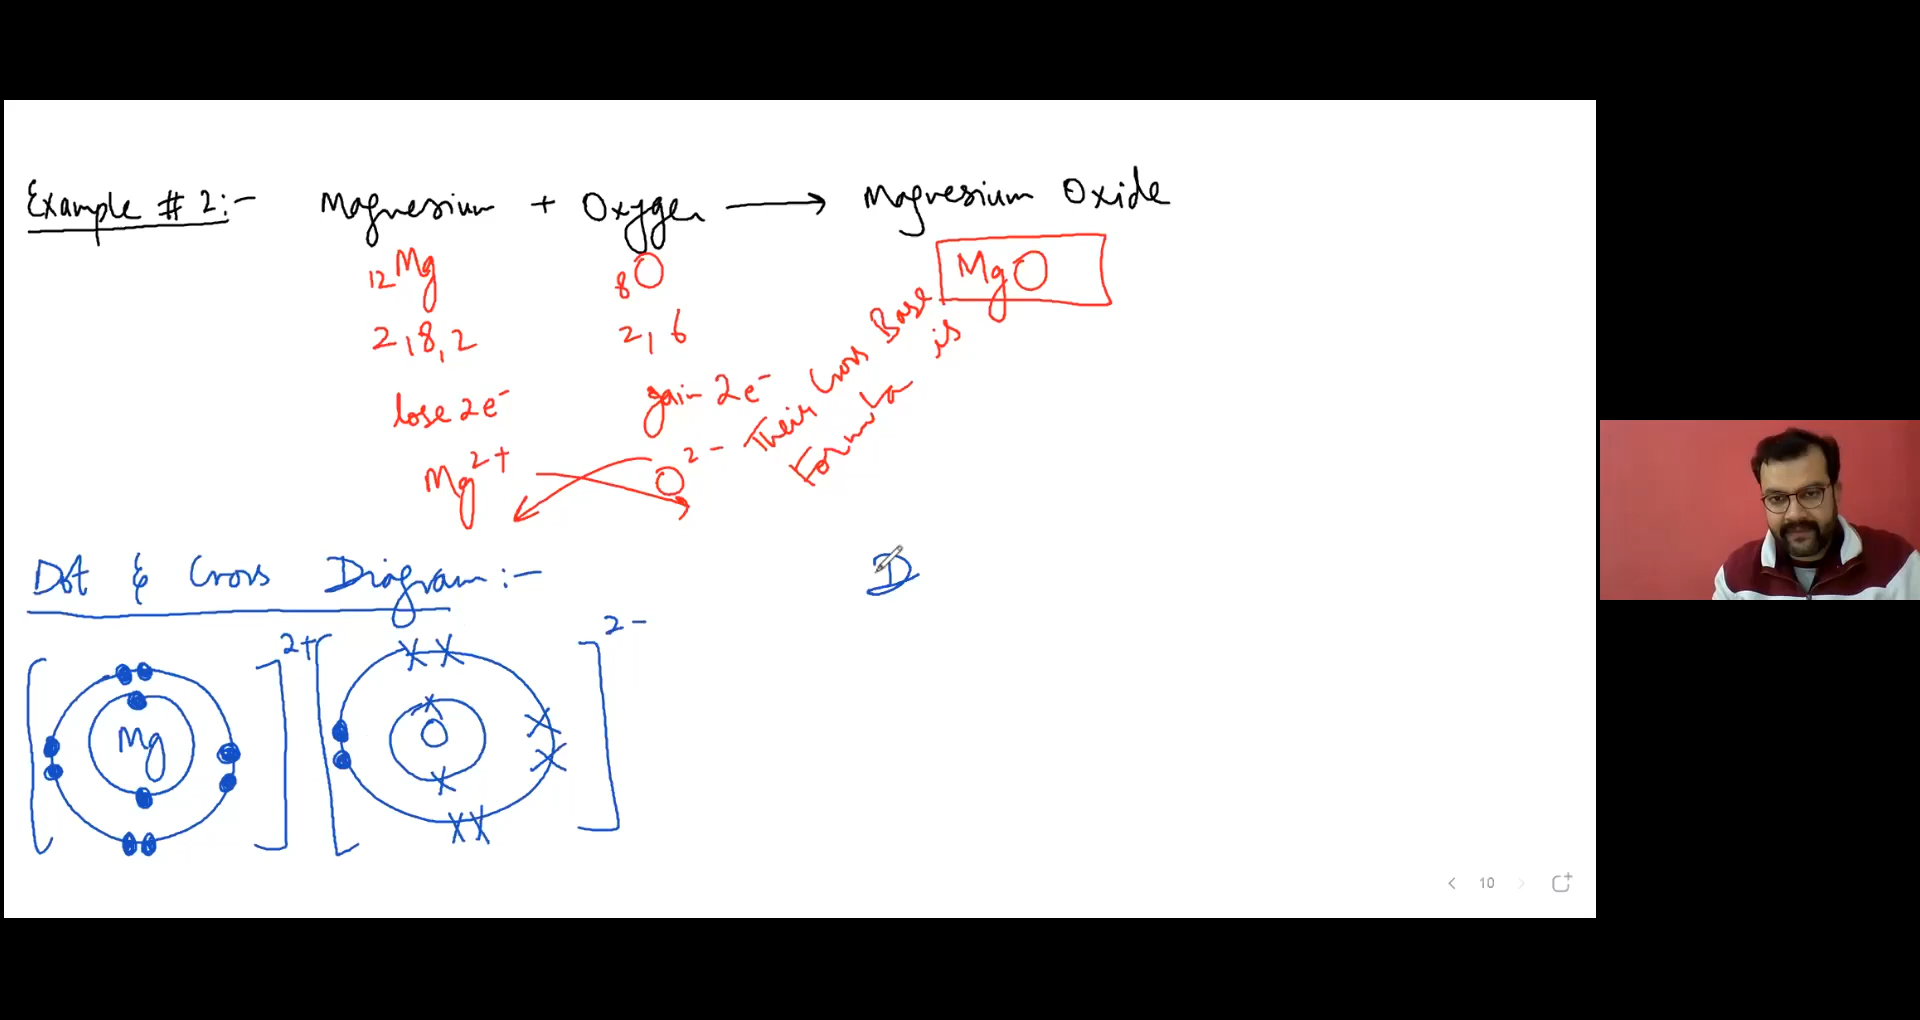 Example # 2:- Magnesium + Oxygen ⟶ Magnesium Oxide
₁₂Mg ₈O MgO
2,8,2 2,6
lose 2e⁻ gain 2e⁻
Mg²⁺ O²⁻
Their Cross Base
Formula is
Dot & Cross Diagram:- D
[Mg]²⁺ [O]²⁻
10